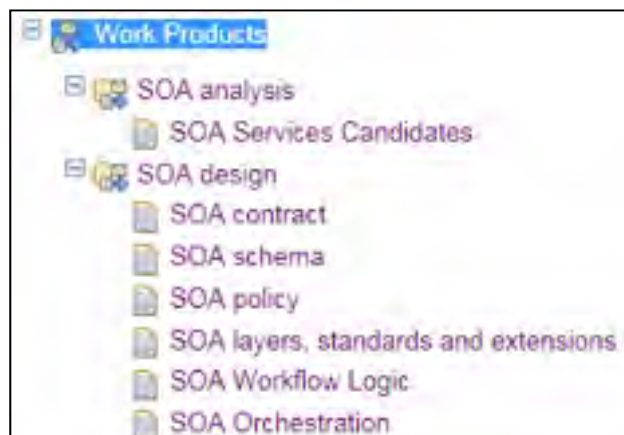 Work Products
SOA analysis
SOA Services Candidates
SOA design
SOA contract
SOA schema
SOA policy
SOA layers, standards and extensions
SOA Workflow Logic
SOA Orchestration